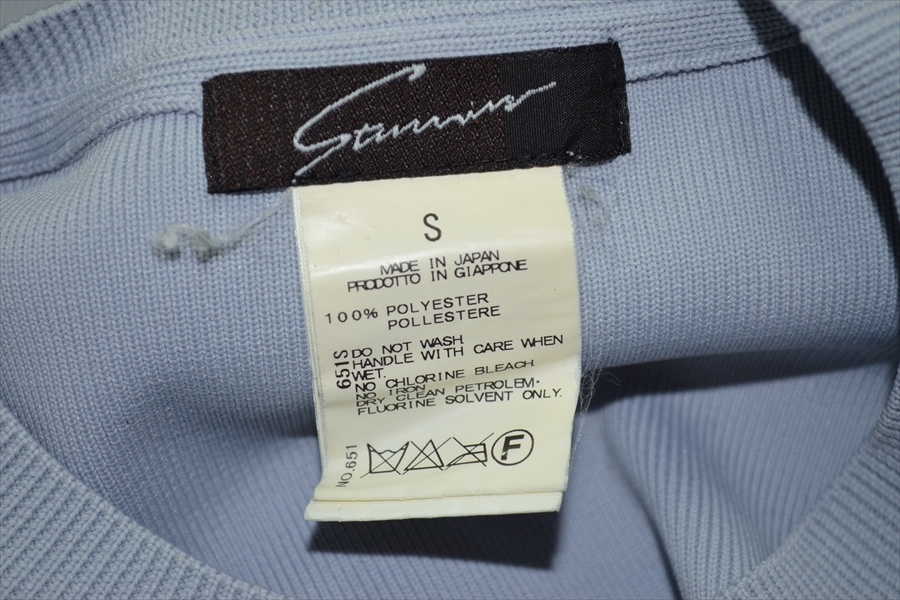 S
MADE IN JAPAN
PRODOTTO IN GIAPPONE
100% POLYESTER
POLLESTERE
651S
DO NOT WASH
HANDLE WITH CARE WHEN
WET.
NO CHLORINE BLEACH
NO IRON
DRY CLEAN PETROLEM·
FLUORINE SOLVENT ONLY.
NO.651
F